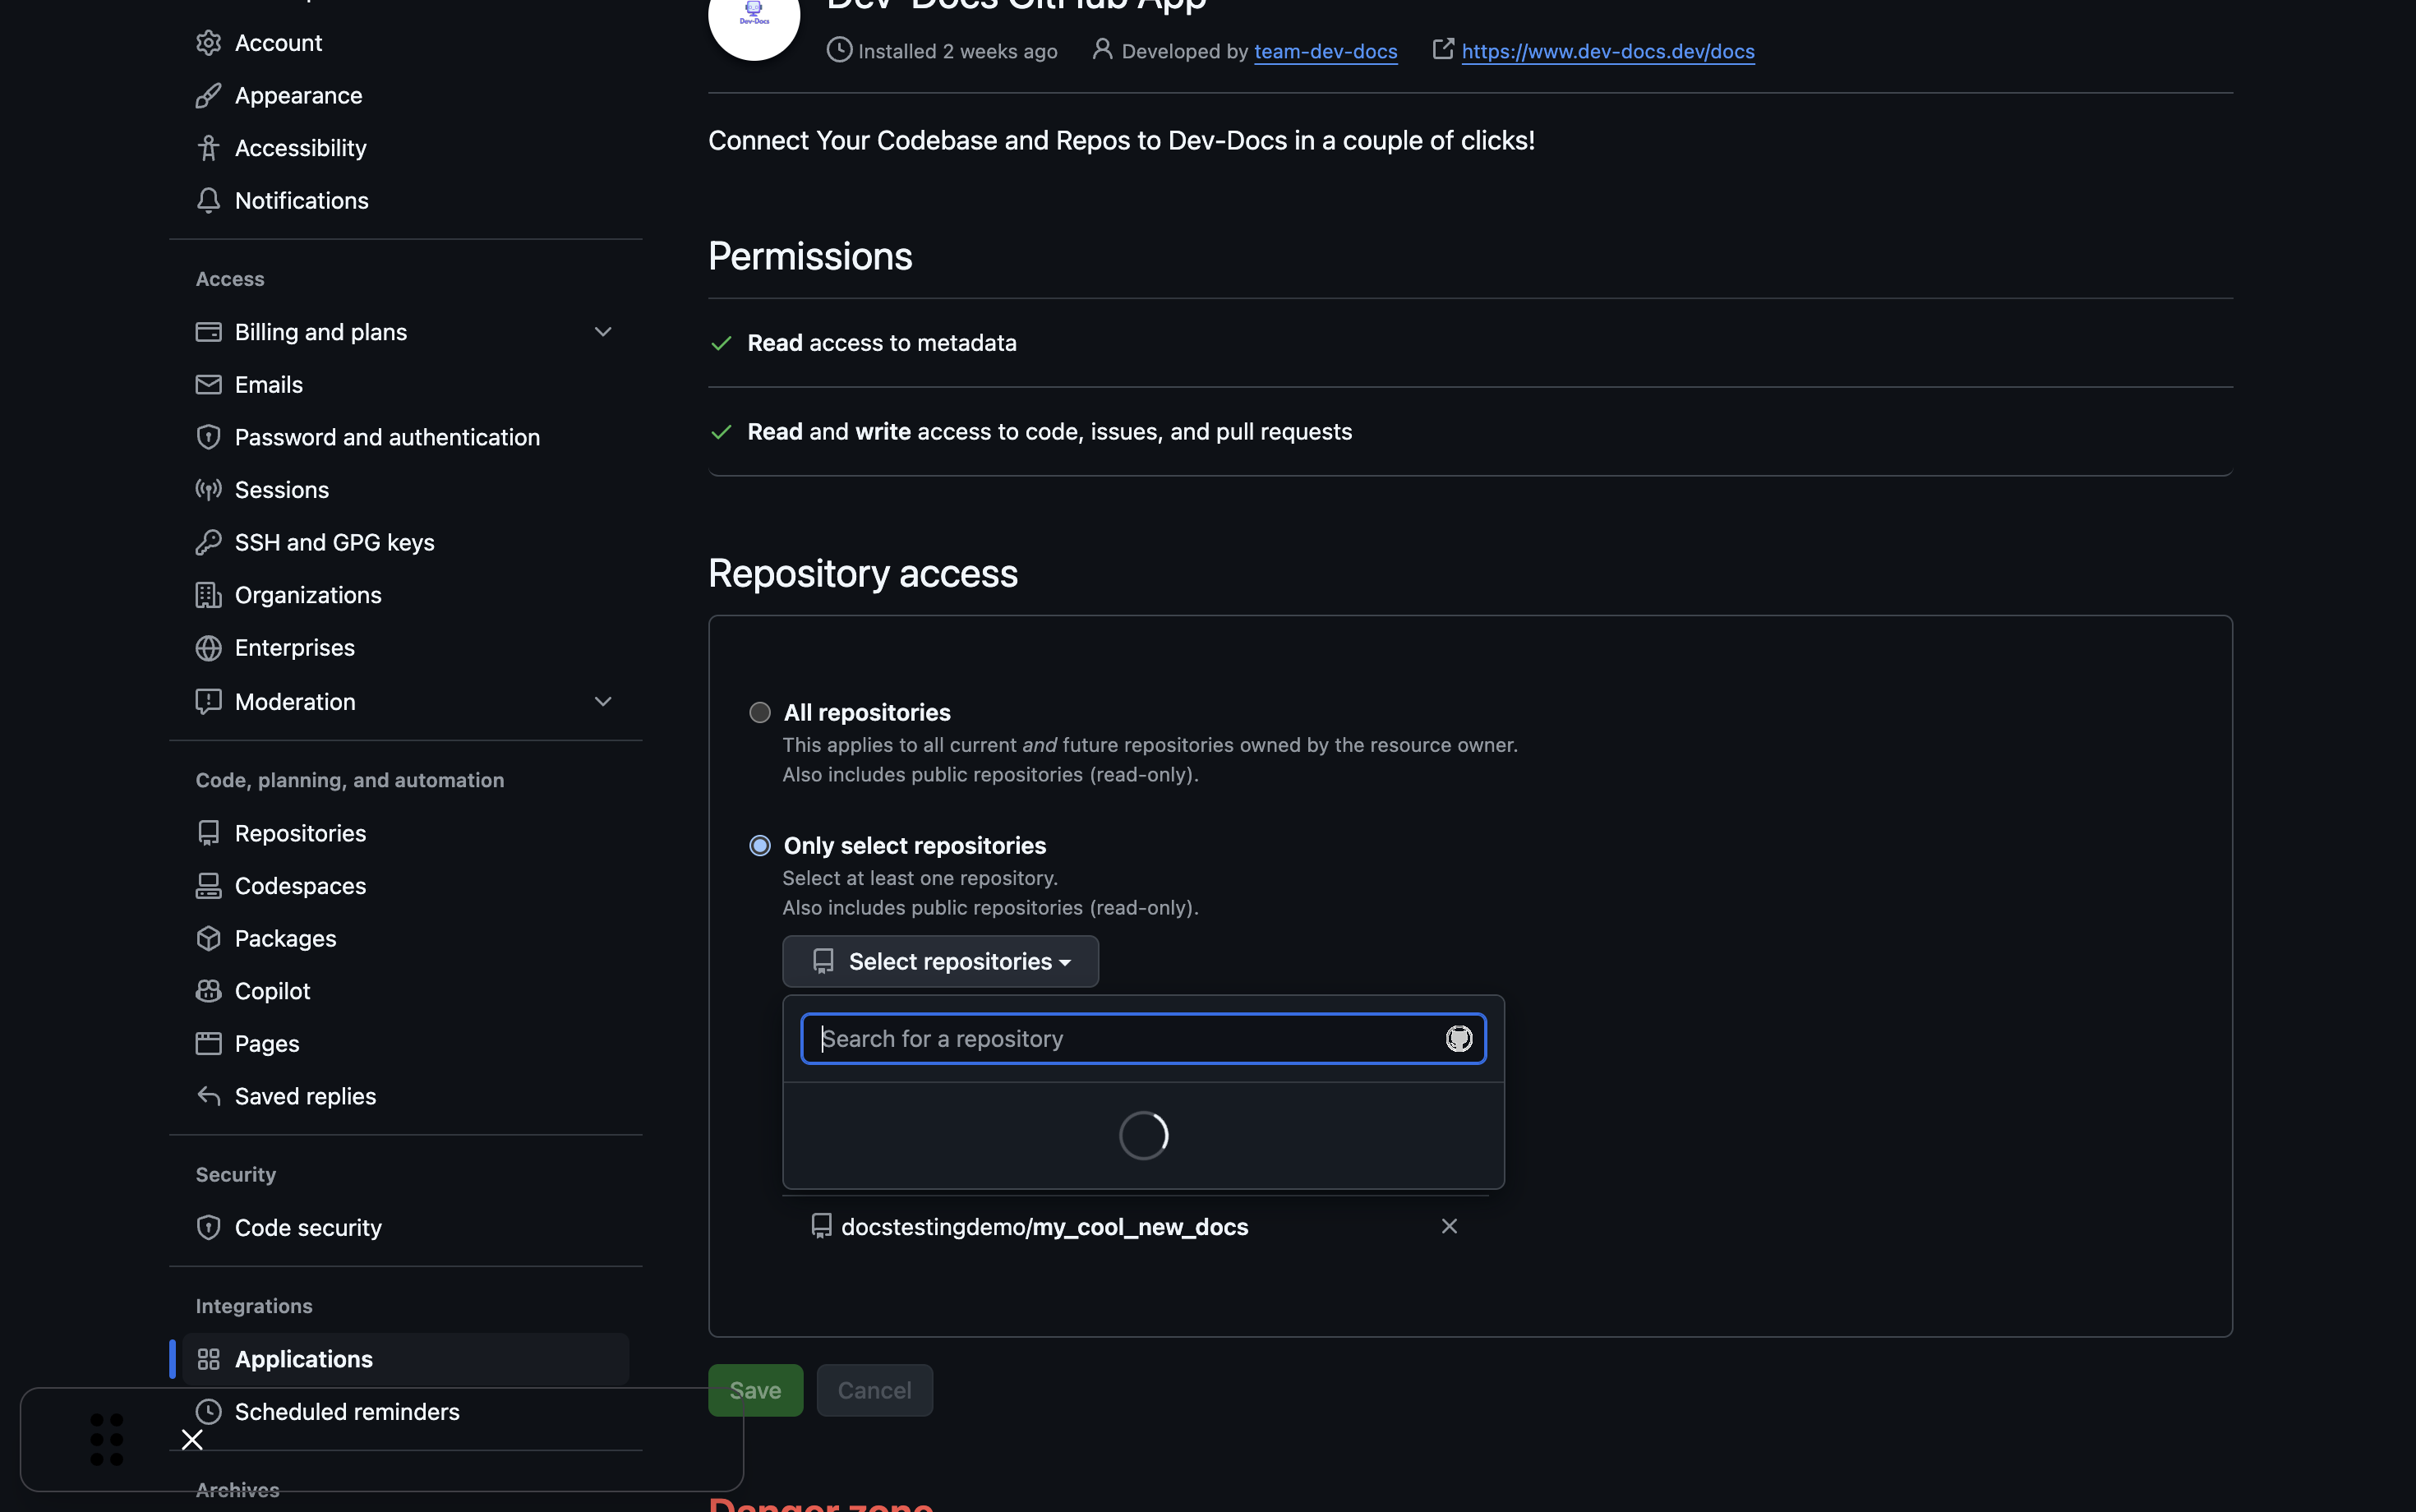 Account
Appearance
Accessibility
Notifications
Access
Billing and plans
Emails
Password and authentication
Sessions
SSH and GPG keys
Organizations
Enterprises
Moderation
Code, planning, and automation
Repositories
Codespaces
Packages
Copilot
Pages
Saved replies
Security
Code security
Integrations
Applications
Scheduled reminders
Archives
Dev-Docs
Dev-Docs GitHub App
Installed 2 weeks ago Developed by team-dev-docs https://www.dev-docs.dev/docs
Connect Your Codebase and Repos to Dev-Docs in a couple of clicks!
Permissions
Read access to metadata
Read and write access to code, issues, and pull requests
Repository access
All repositories
This applies to all current and future repositories owned by the resource owner.
Also includes public repositories (read-only).
Only select repositories
Select at least one repository.
Also includes public repositories (read-only).
Select repositories
Search for a repository
docstestingdemo/my_cool_new_docs
Save Cancel
Danger zone